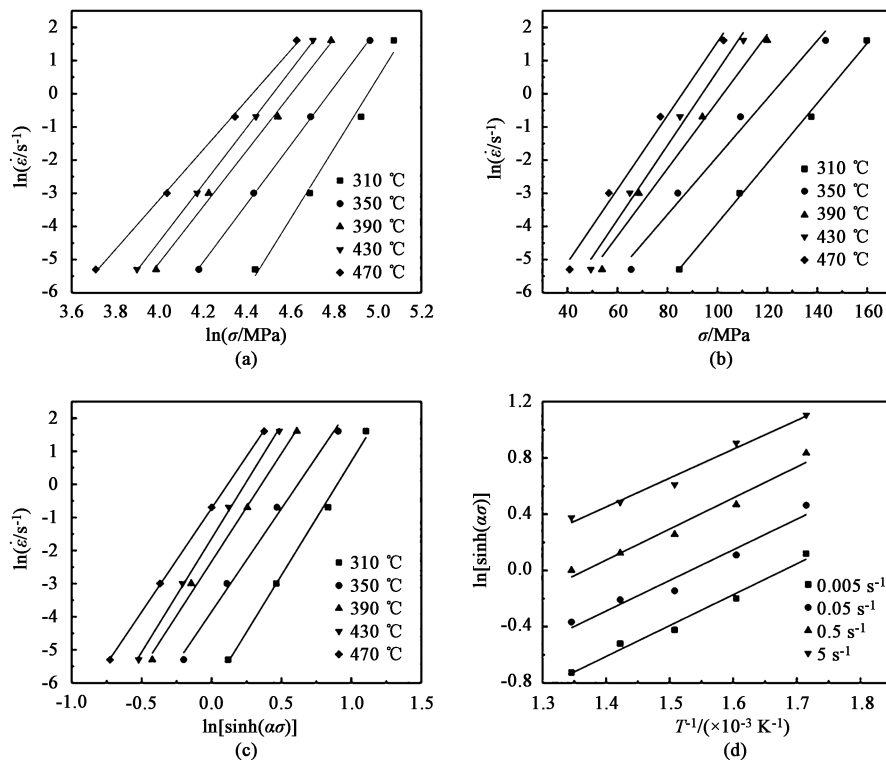 2
1
0
-1
-2
-3
-4
-5
-6
ln(ε̇/s⁻¹)
310 ℃
350 ℃
390 ℃
430 ℃
470 ℃
3.6 3.8 4.0 4.2 4.4 4.6 4.8 5.0 5.2
ln(σ/MPa)
(a)
2
1
0
-1
-2
-3
-4
-5
-6
ln(ε̇/s⁻¹)
310 ℃
350 ℃
390 ℃
430 ℃
470 ℃
40 60 80 100 120 140 160
σ/MPa
(b)
2
1
0
-1
-2
-3
-4
-5
-6
ln(ε̇/s⁻¹)
310 ℃
350 ℃
390 ℃
430 ℃
470 ℃
-1.0 -0.5 0.0 0.5 1.0 1.5
ln[sinh(ασ)]
(c)
1.2
0.8
0.4
0.0
-0.4
-0.8
ln[sinh(ασ)]
0.005 s⁻¹
0.05 s⁻¹
0.5 s⁻¹
5 s⁻¹
1.3 1.4 1.5 1.6 1.7 1.8
T⁻¹/(×10⁻³ K⁻¹)
(d)